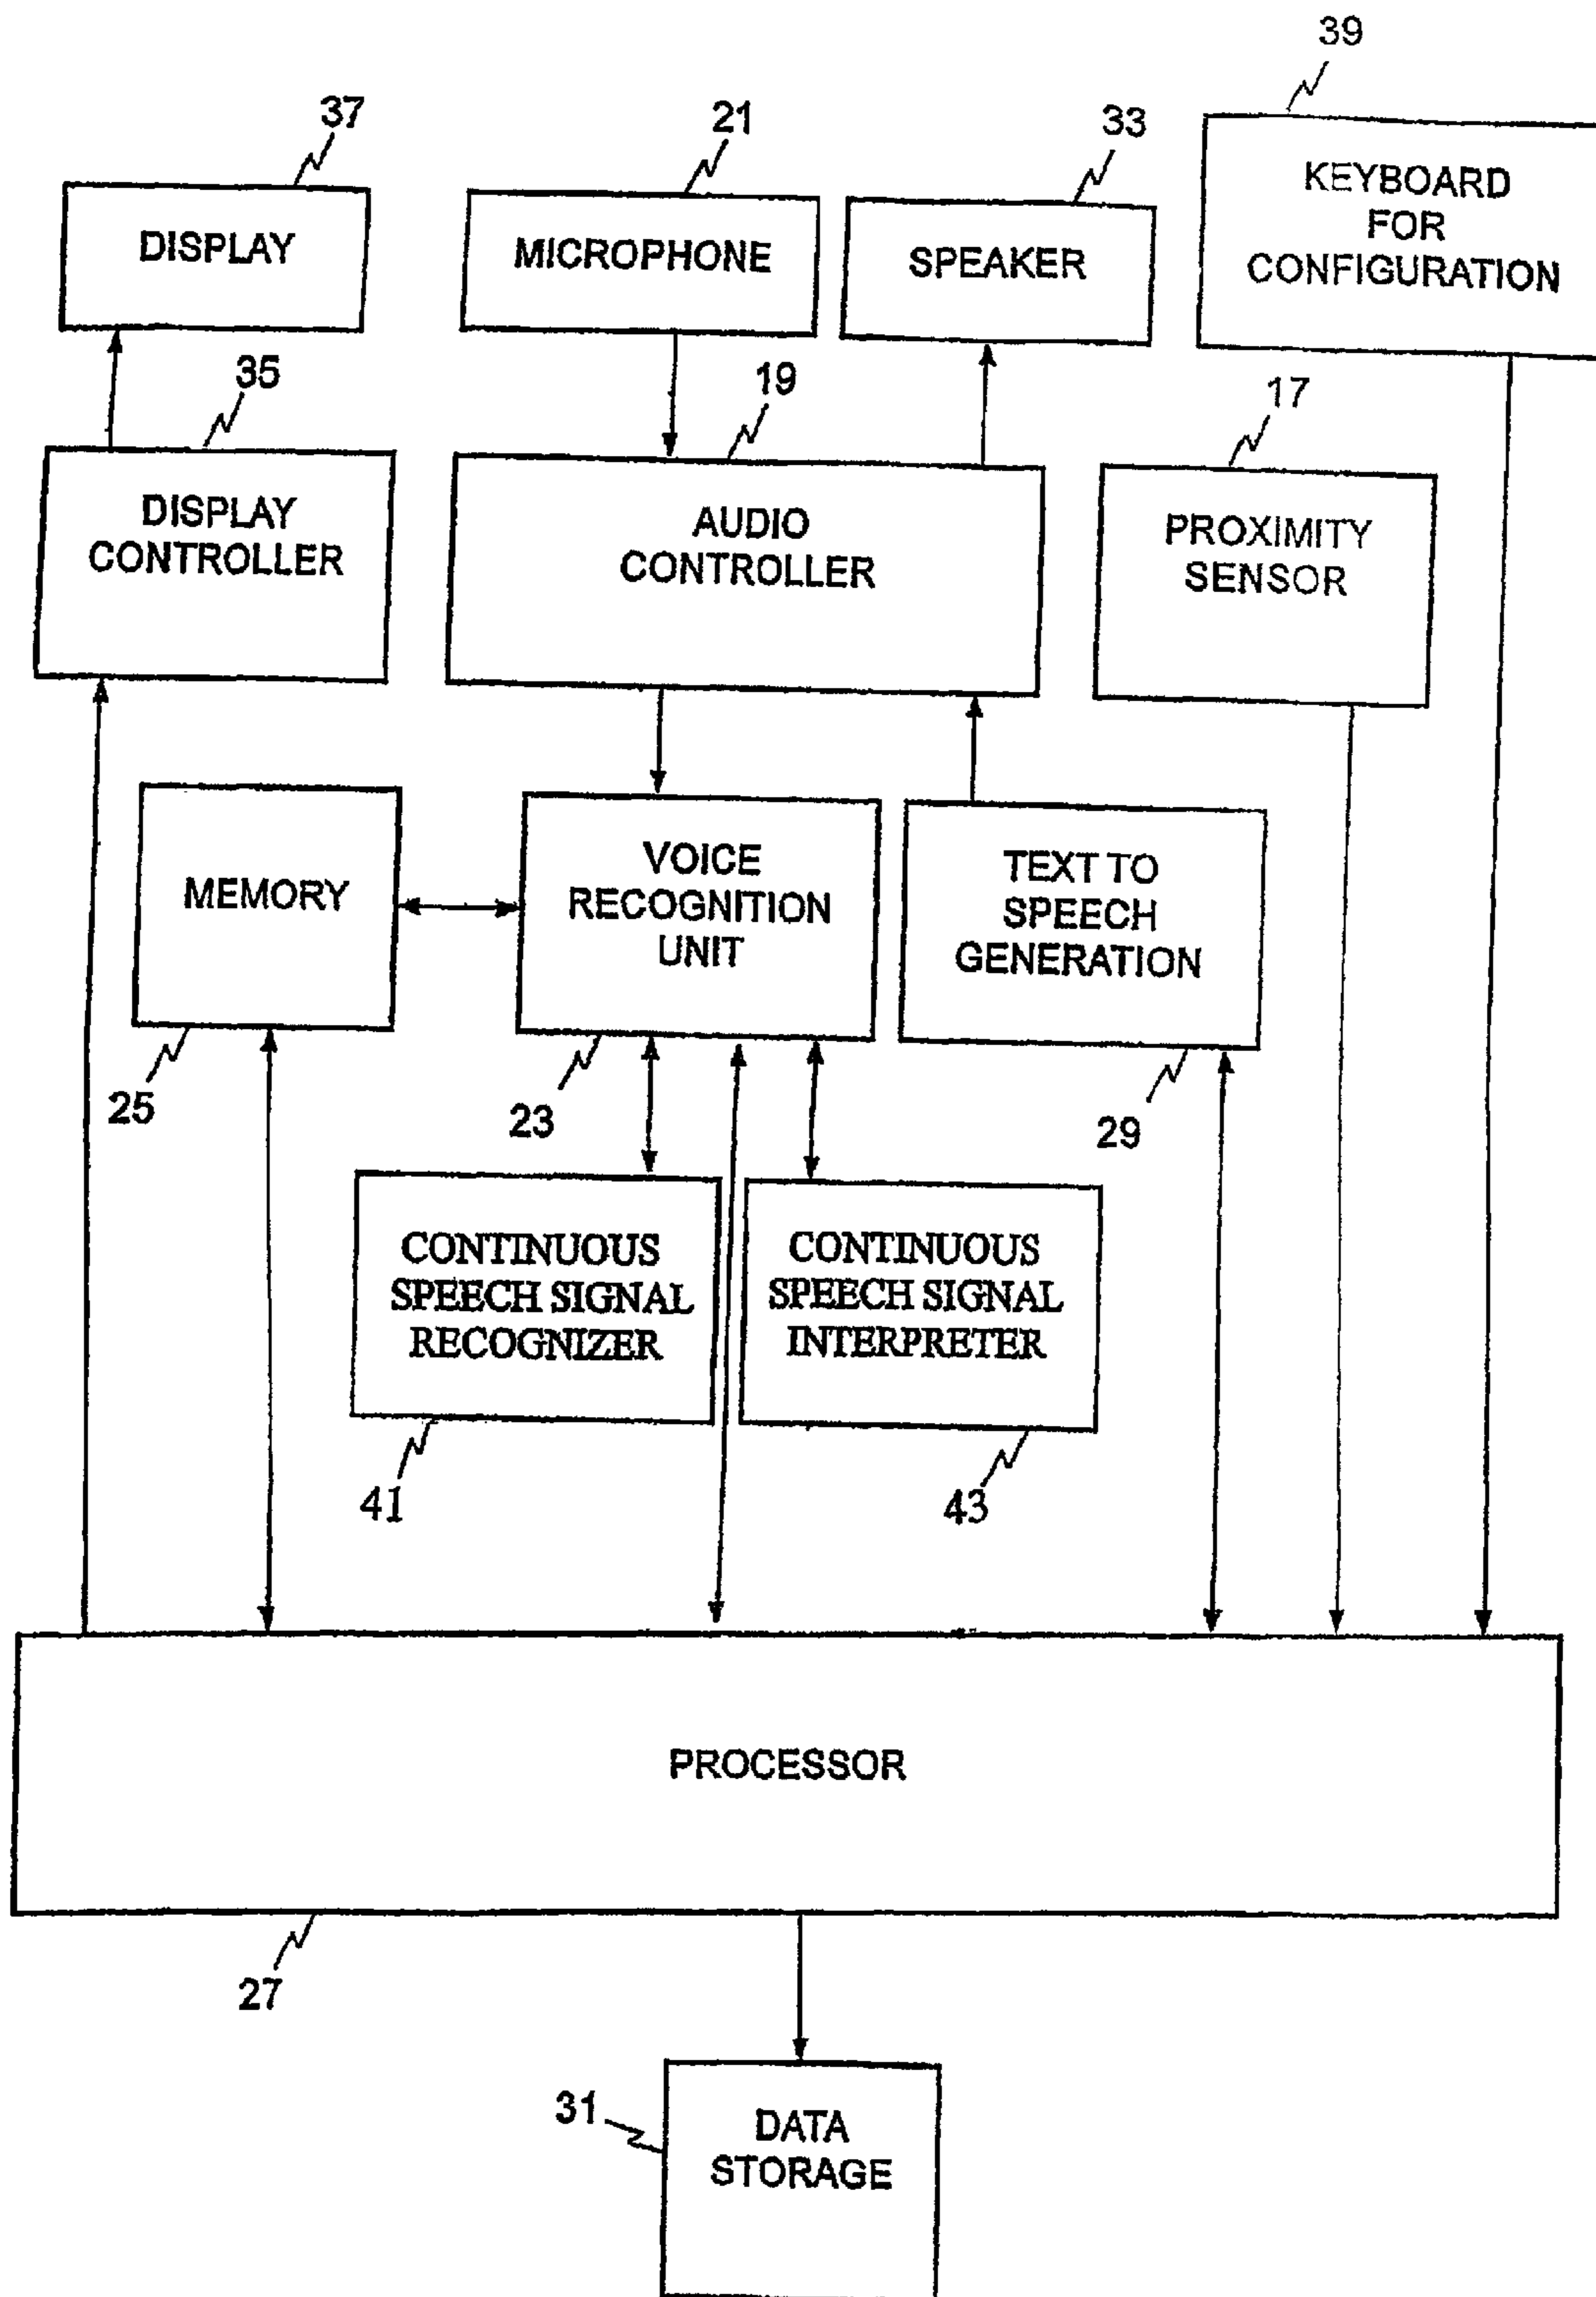 39
37
21
33
KEYBOARD
FOR
CONFIGURATION
DISPLAY
MICROPHONE
SPEAKER
35
19
17
DISPLAY
CONTROLLER
AUDIO
CONTROLLER
PROXIMITY
SENSOR
MEMORY
VOICE
RECOGNITION
UNIT
TEXT TO
SPEECH
GENERATION
25
23
29
CONTINUOUS
SPEECH SIGNAL
RECOGNIZER
CONTINUOUS
SPEECH SIGNAL
INTERPRETER
41
43
PROCESSOR
27
31
DATA
STORAGE